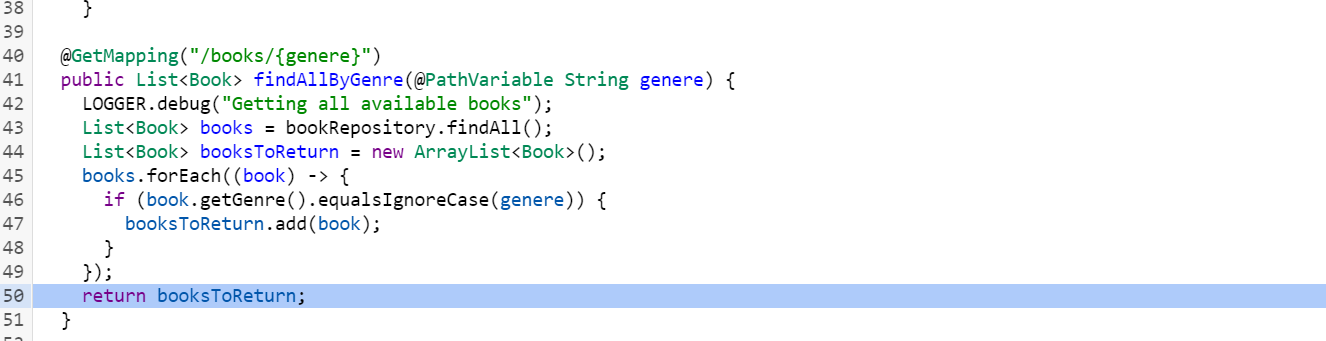 38 }
39
40 @GetMapping("/books/{genere}")
41 public List<Book> findAllByGenre(@PathVariable String genere) {
42 LOGGER.debug("Getting all available books");
43 List<Book> books = bookRepository.findAll();
44 List<Book> booksToReturn = new ArrayList<Book>();
45 books.forEach((book) -> {
46 if (book.getGenre().equalsIgnoreCase(genere)) {
47 booksToReturn.add(book);
48 }
49 });
50 return booksToReturn;
51 }